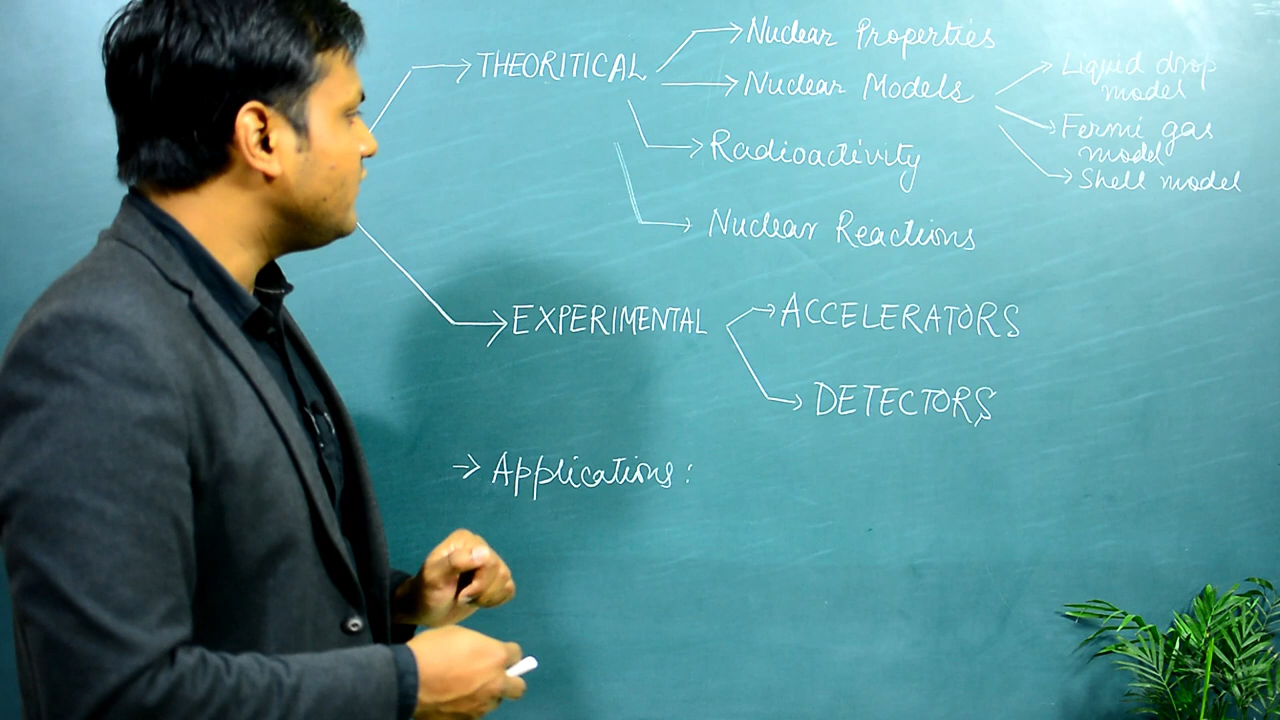 THEORITICAL
Nuclear Properties
Nuclear Models
Liquid drop
model
Fermi gas
model
Shell model
Radioactivity
Nuclear Reactions
EXPERIMENTAL
ACCELERATORS
DETECTORS
→ Applications: